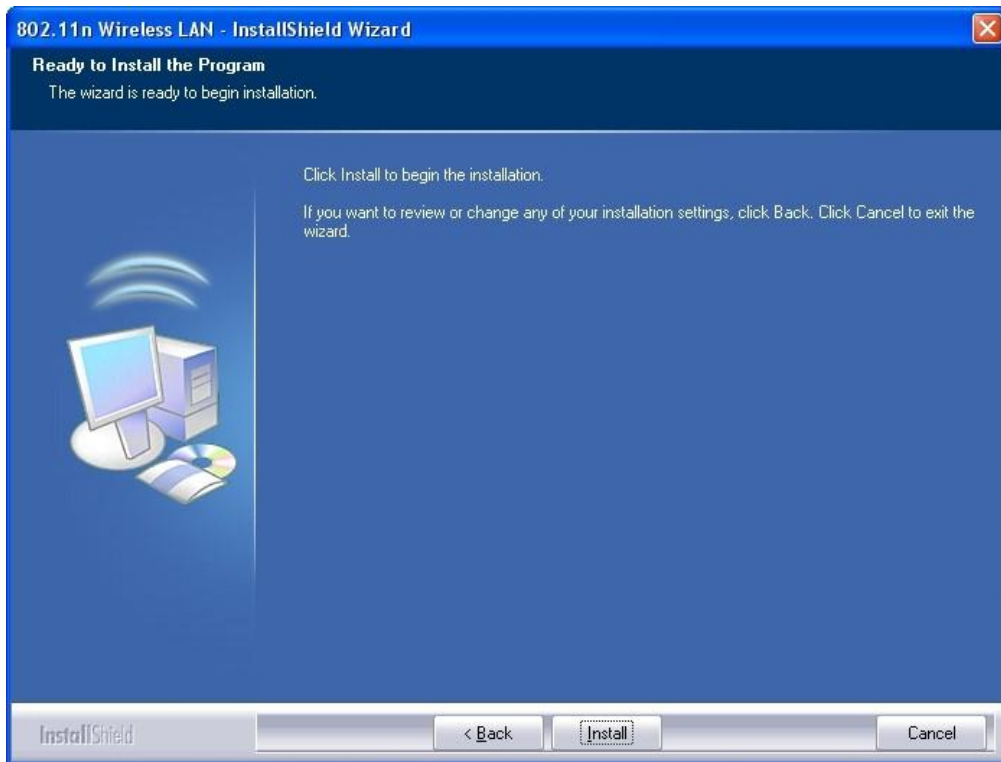 802.11n Wireless LAN - InstallShield Wizard
Ready to Install the Program
The wizard is ready to begin installation.
Click Install to begin the installation.
If you want to review or change any of your installation settings, click Back. Click Cancel to exit the
wizard.
InstallShield
< Back
Install
Cancel